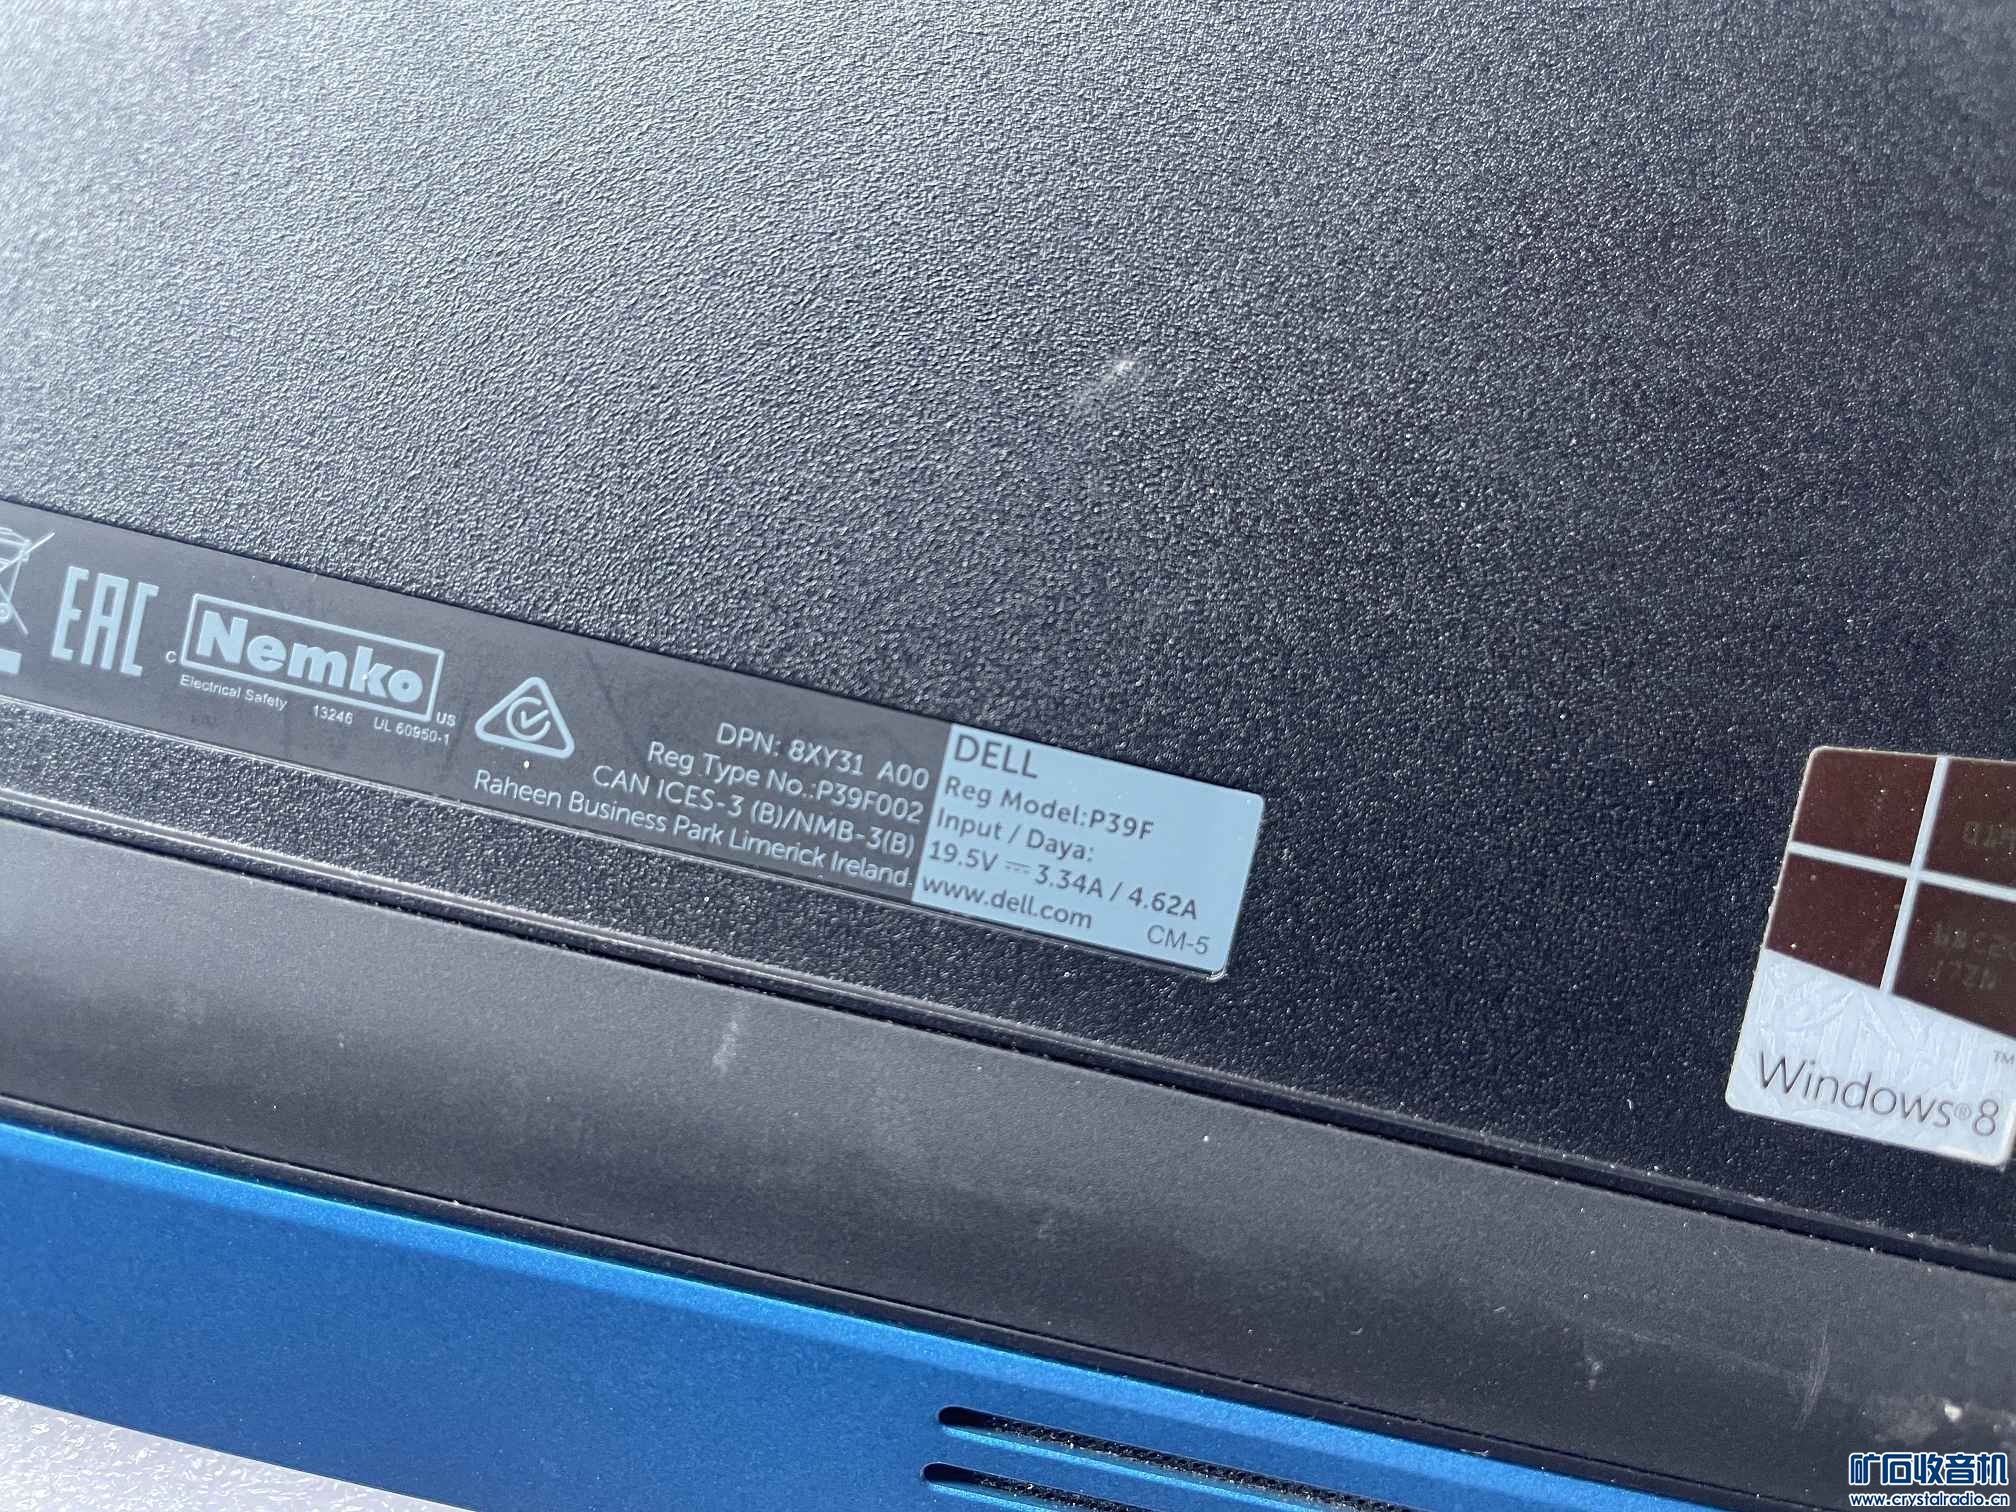 EAC
c Nemko US
Electrical Safety 13246 UL 60950-1
DPN: 8XY31 A00
Reg Type No.:P39F002
CAN ICES-3 (B)/NMB-3(B)
Raheen Business Park Limerick Ireland.
DELL
Reg Model:P39F
Input / Daya:
19.5V ⎓ 3.34A / 4.62A
www.dell.com
CM-5
Windows®8
TM
矿石收音机
www.crystalradio.cn